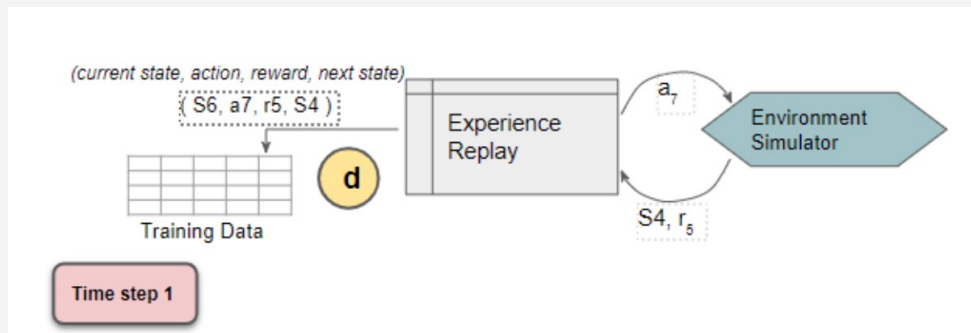 (current state, action, reward, next state)
( S6, a7, r5, S4 )
d
Training Data
Experience
Replay
a7
S4, r5
Environment
Simulator
Time step 1